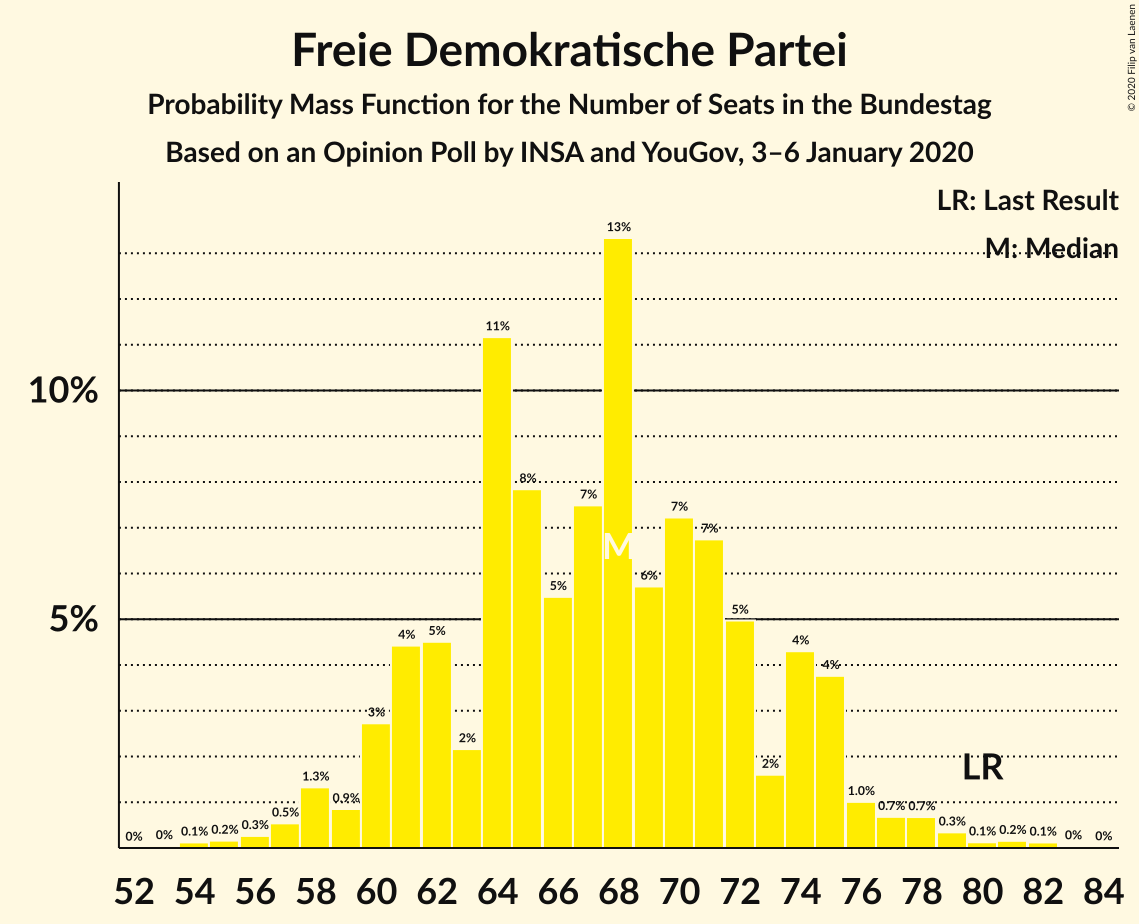 Freie Demokratische Partei
Probability Mass Function for the Number of Seats in the Bundestag
Based on an Opinion Poll by INSA and YouGov, 3–6 January 2020
© 2020 Filip van Laenen
LR: Last Result
M: Median
10%
5%
0% 0% 0.1% 0.2% 0.3% 0.5% 1.3% 0.9% 3% 4% 5% 2% 11% 8% 5% 7% 13% 6% 7% 7% 5% 2% 4% 4% 1.0% 0.7% 0.7% 0.3% 0.1% 0.2% 0.1% 0% 0%
M
LR
52 54 56 58 60 62 64 66 68 70 72 74 76 78 80 82 84